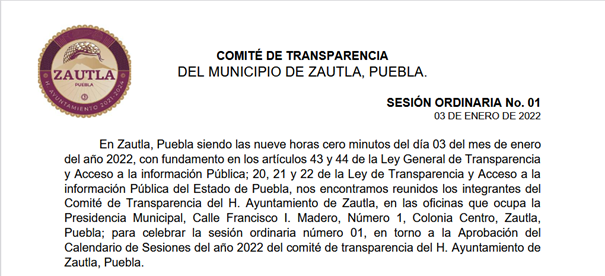 COMITÉ DE TRANSPARENCIA
DEL MUNICIPIO DE ZAUTLA, PUEBLA.
ZAUTLA
PUEBLA
H. AYUNTAMIENTO 2021-2024
SESIÓN ORDINARIA No. 01
03 DE ENERO DE 2022
En Zautla, Puebla siendo las nueve horas cero minutos del día 03 del mes de enero
del año 2022, con fundamento en los artículos 43 y 44 de la Ley General de Transparencia
y Acceso a la información Pública; 20, 21 y 22 de la Ley de Transparencia y Acceso a la
información Pública del Estado de Puebla, nos encontramos reunidos los integrantes del
Comité de Transparencia del H. Ayuntamiento de Zautla, en las oficinas que ocupa la
Presidencia Municipal, Calle Francisco I. Madero, Número 1, Colonia Centro, Zautla,
Puebla; para celebrar la sesión ordinaria número 01, en torno a la Aprobación del
Calendario de Sesiones del año 2022 del comité de transparencia del H. Ayuntamiento de
Zautla, Puebla.